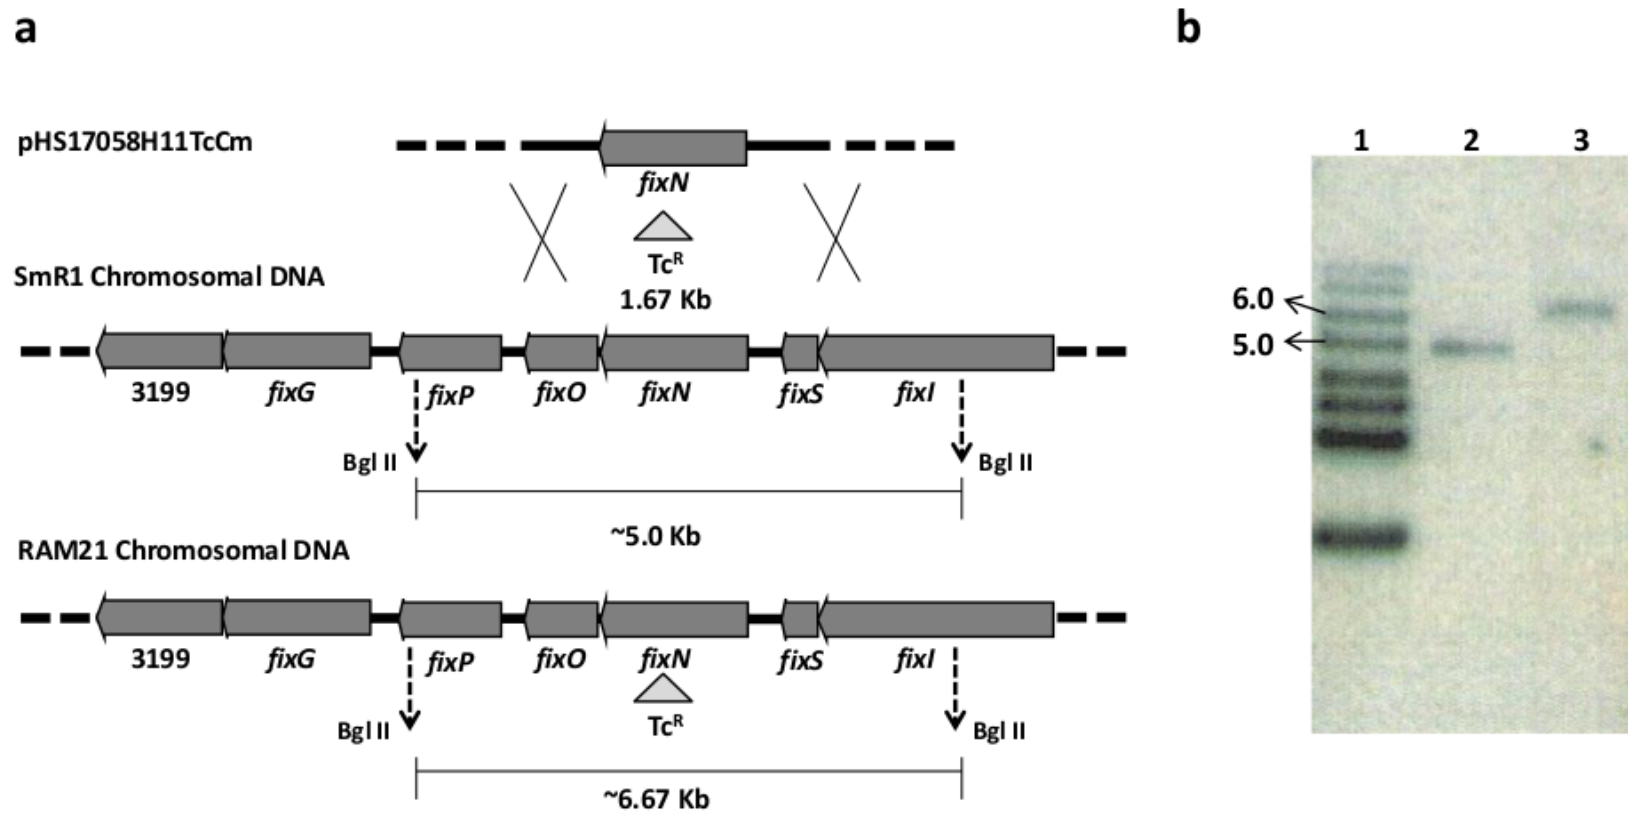 a
pHS17058H11TcCm
fixN
Tcᴿ
1.67 Kb
SmR1 Chromosomal DNA
3199 fixG fixP fixO fixN fixS fixI
Bgl II Bgl II
~5.0 Kb
RAM21 Chromosomal DNA
3199 fixG fixP fixO fixN fixS fixI
Tcᴿ
Bgl II Bgl II
~6.67 Kb
b
1 2 3
6.0
5.0